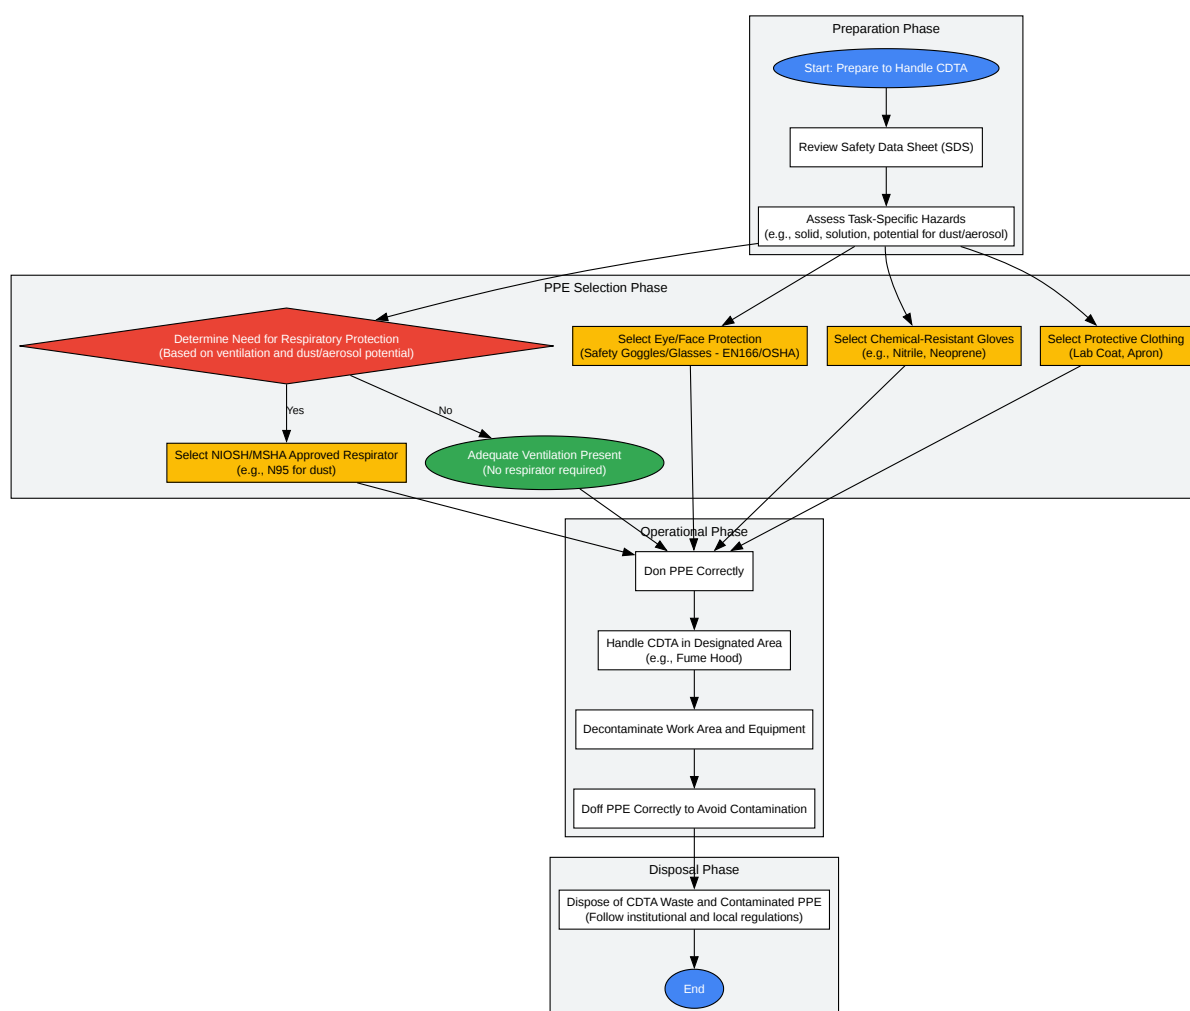 Preparation Phase
Start: Prepare to Handle CDTA
Review Safety Data Sheet (SDS)
Assess Task-Specific Hazards
(e.g., solid, solution, potential for dust/aerosol)
PPE Selection Phase
Determine Need for Respiratory Protection
(Based on ventilation and dust/aerosol potential)
Select Eye/Face Protection
(Safety Goggles/Glasses - EN166/OSHA)
Select Chemical-Resistant Gloves
(e.g., Nitrile, Neoprene)
Select Protective Clothing
(Lab Coat, Apron)
Yes
No
Select NIOSH/MSHA Approved Respirator
(e.g., N95 for dust)
Adequate Ventilation Present
(No respirator required)
Operational Phase
Don PPE Correctly
Handle CDTA in Designated Area
(e.g., Fume Hood)
Decontaminate Work Area and Equipment
Doff PPE Correctly to Avoid Contamination
Disposal Phase
Dispose of CDTA Waste and Contaminated PPE
(Follow institutional and local regulations)
End